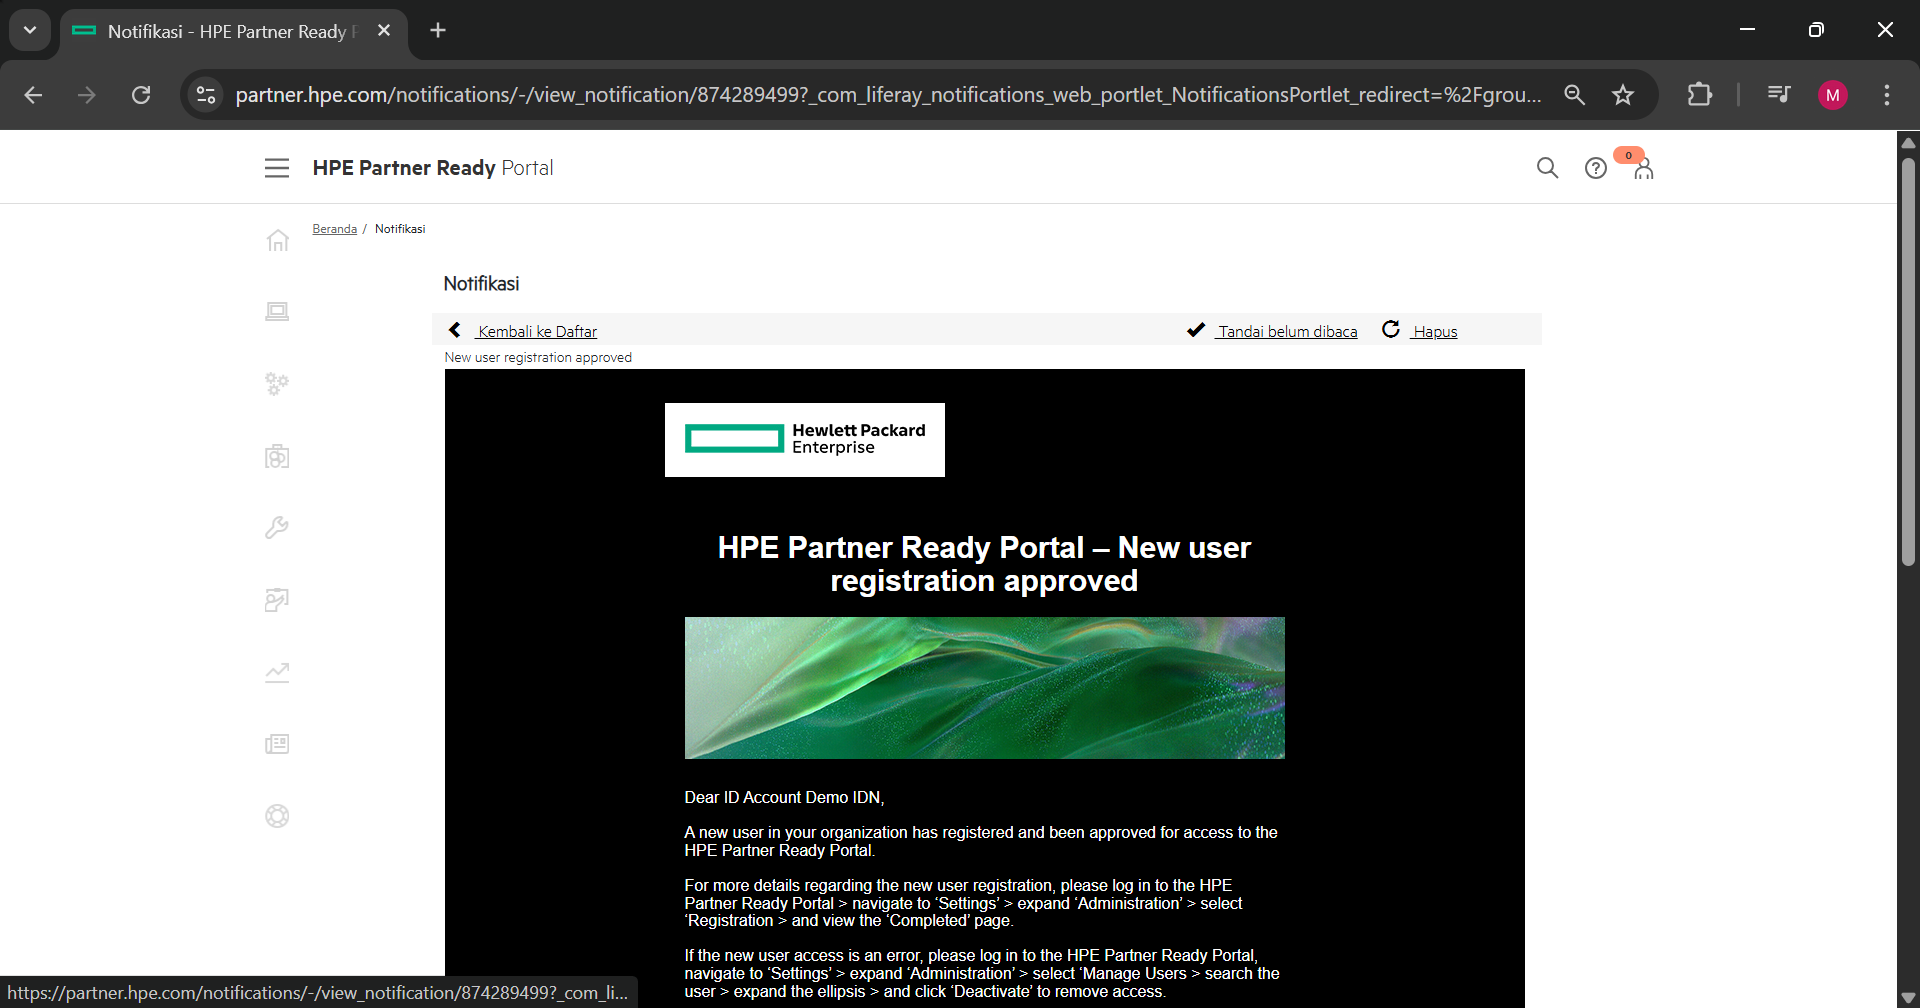 Notifikasi - HPE Partner Ready P
partner.hpe.com/notifications/-/view_notification/874289499?_com_liferay_notifications_web_portlet_NotificationsPortlet_redirect=%2Fgrou...
M
HPE Partner Ready Portal
0
Beranda / Notifikasi
Notifikasi
Kembali ke Daftar
Tandai belum dibaca
Hapus
New user registration approved
Hewlett Packard
Enterprise
HPE Partner Ready Portal – New user
registration approved
Dear ID Account Demo IDN,
A new user in your organization has registered and been approved for access to the
HPE Partner Ready Portal.
For more details regarding the new user registration, please log in to the HPE
Partner Ready Portal > navigate to ‘Settings’ > expand ‘Administration’ > select
‘Registration > and view the ‘Completed’ page.
If the new user access is an error, please log in to the HPE Partner Ready Portal,
navigate to ‘Settings’ > expand ‘Administration’ > select ‘Manage Users > search the
user > expand the ellipsis > and click ‘Deactivate’ to remove access.
https://partner.hpe.com/notifications/-/view_notification/874289499?_com_li...